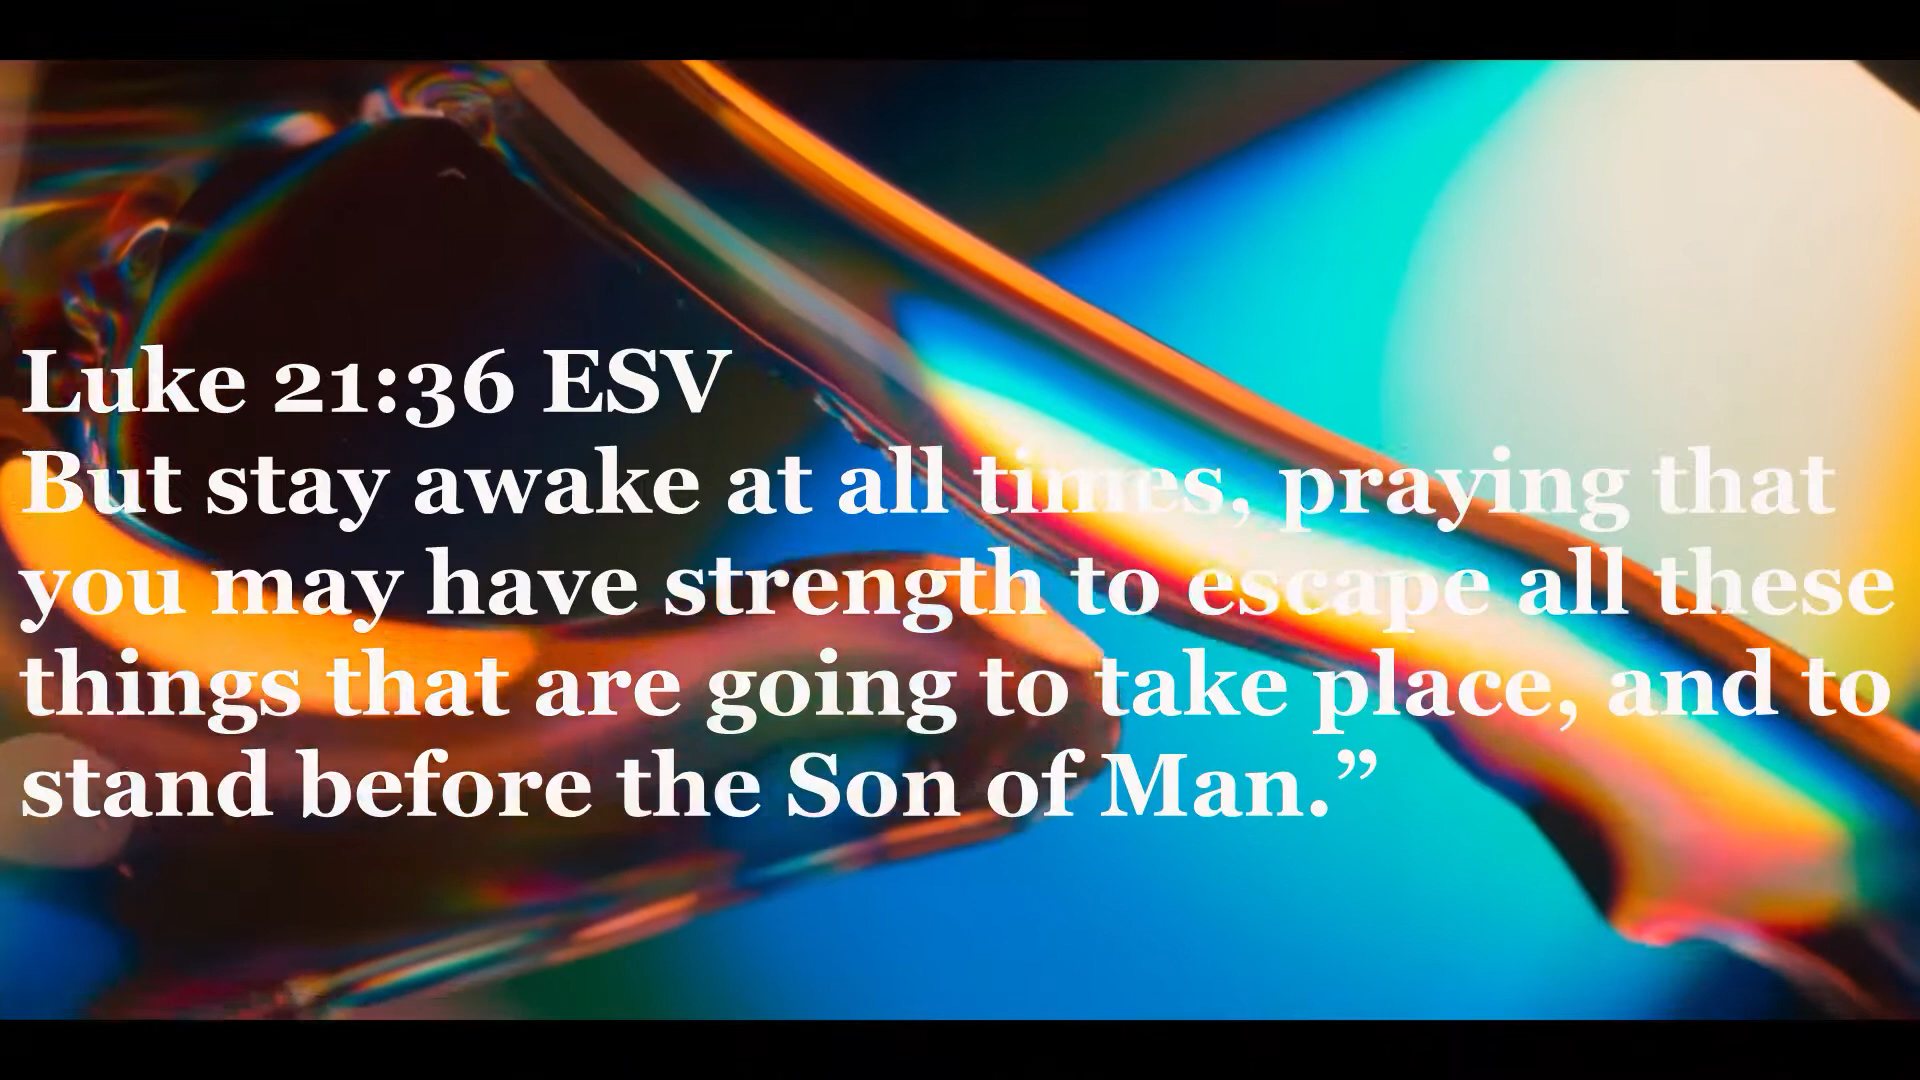 Luke 21:36 ESV
But stay awake at all times, praying that
you may have strength to escape all these
things that are going to take place, and to
stand before the Son of Man.”